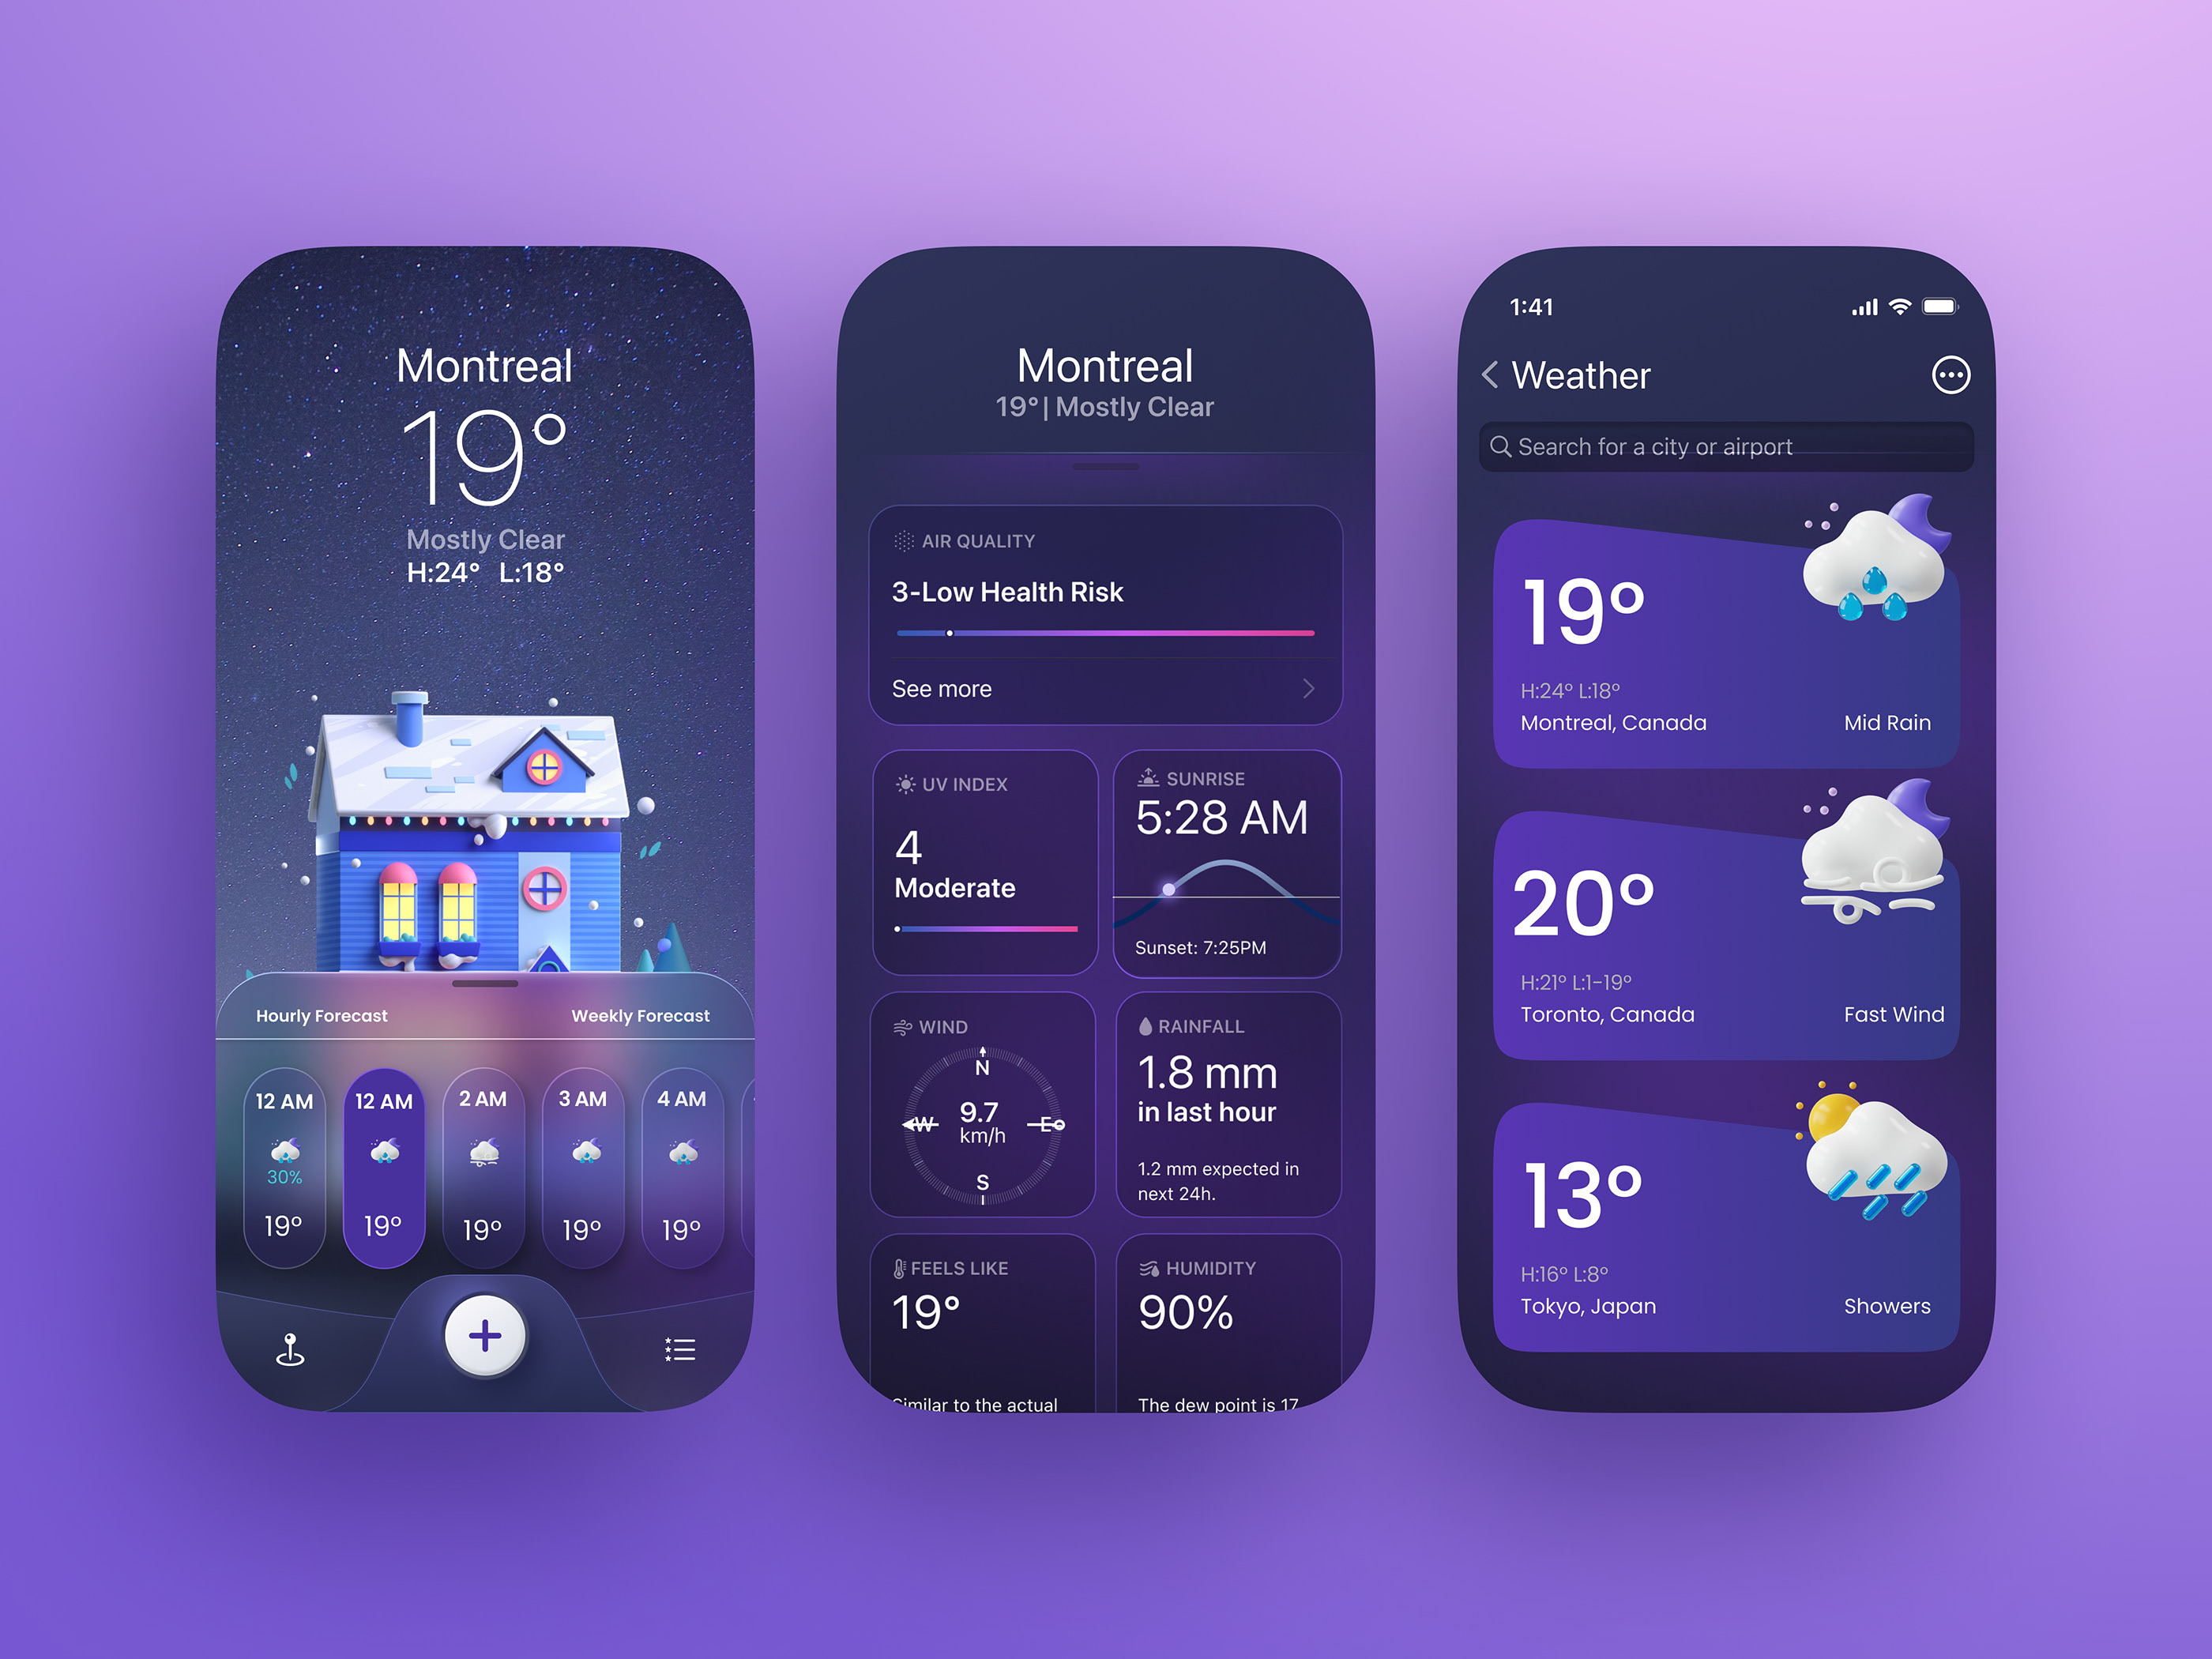 Montreal
19°
Mostly Clear
H:24° L:18°
Hourly Forecast
Weekly Forecast
12 AM
12 AM
2 AM
3 AM
4 AM
30%
19°
19°
19°
19°
19°
Montreal
19° | Mostly Clear
AIR QUALITY
3-Low Health Risk
See more
UV INDEX
4
Moderate
SUNRISE
5:28 AM
Sunset: 7:25PM
WIND
N
W
9.7
km/h
E
S
RAINFALL
1.8 mm
in last hour
1.2 mm expected in
next 24h.
FEELS LIKE
19°
Similar to the actual
HUMIDITY
90%
The dew point is 17
1:41
Weather
Search for a city or airport
19°
H:24° L:18°
Montreal, Canada
Mid Rain
20°
H:21° L:1-19°
Toronto, Canada
Fast Wind
13°
H:16° L:8°
Tokyo, Japan
Showers